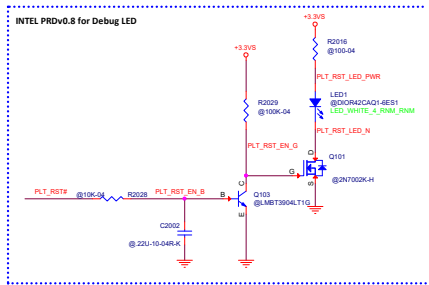 INTEL PRDv0.8 for Debug LED
+3.3VS
R2016
@100-04
+3.3VS
PLT_RST_LED_PWR
R2029
@100K-04
LED1
@DIOR42CAQ1-6ES1
LED_WHITE_4_RNM_RNM
PLT_RST_LED_N
PLT_RST_EN_G
D
Q101
G
S
@2N7002K-H
PLT_RST#
@10K-04
R2028
PLT_RST_EN_B
B
C
E
Q103
@LMBT3904LT1G
C2002
@.22U-10-04R-K